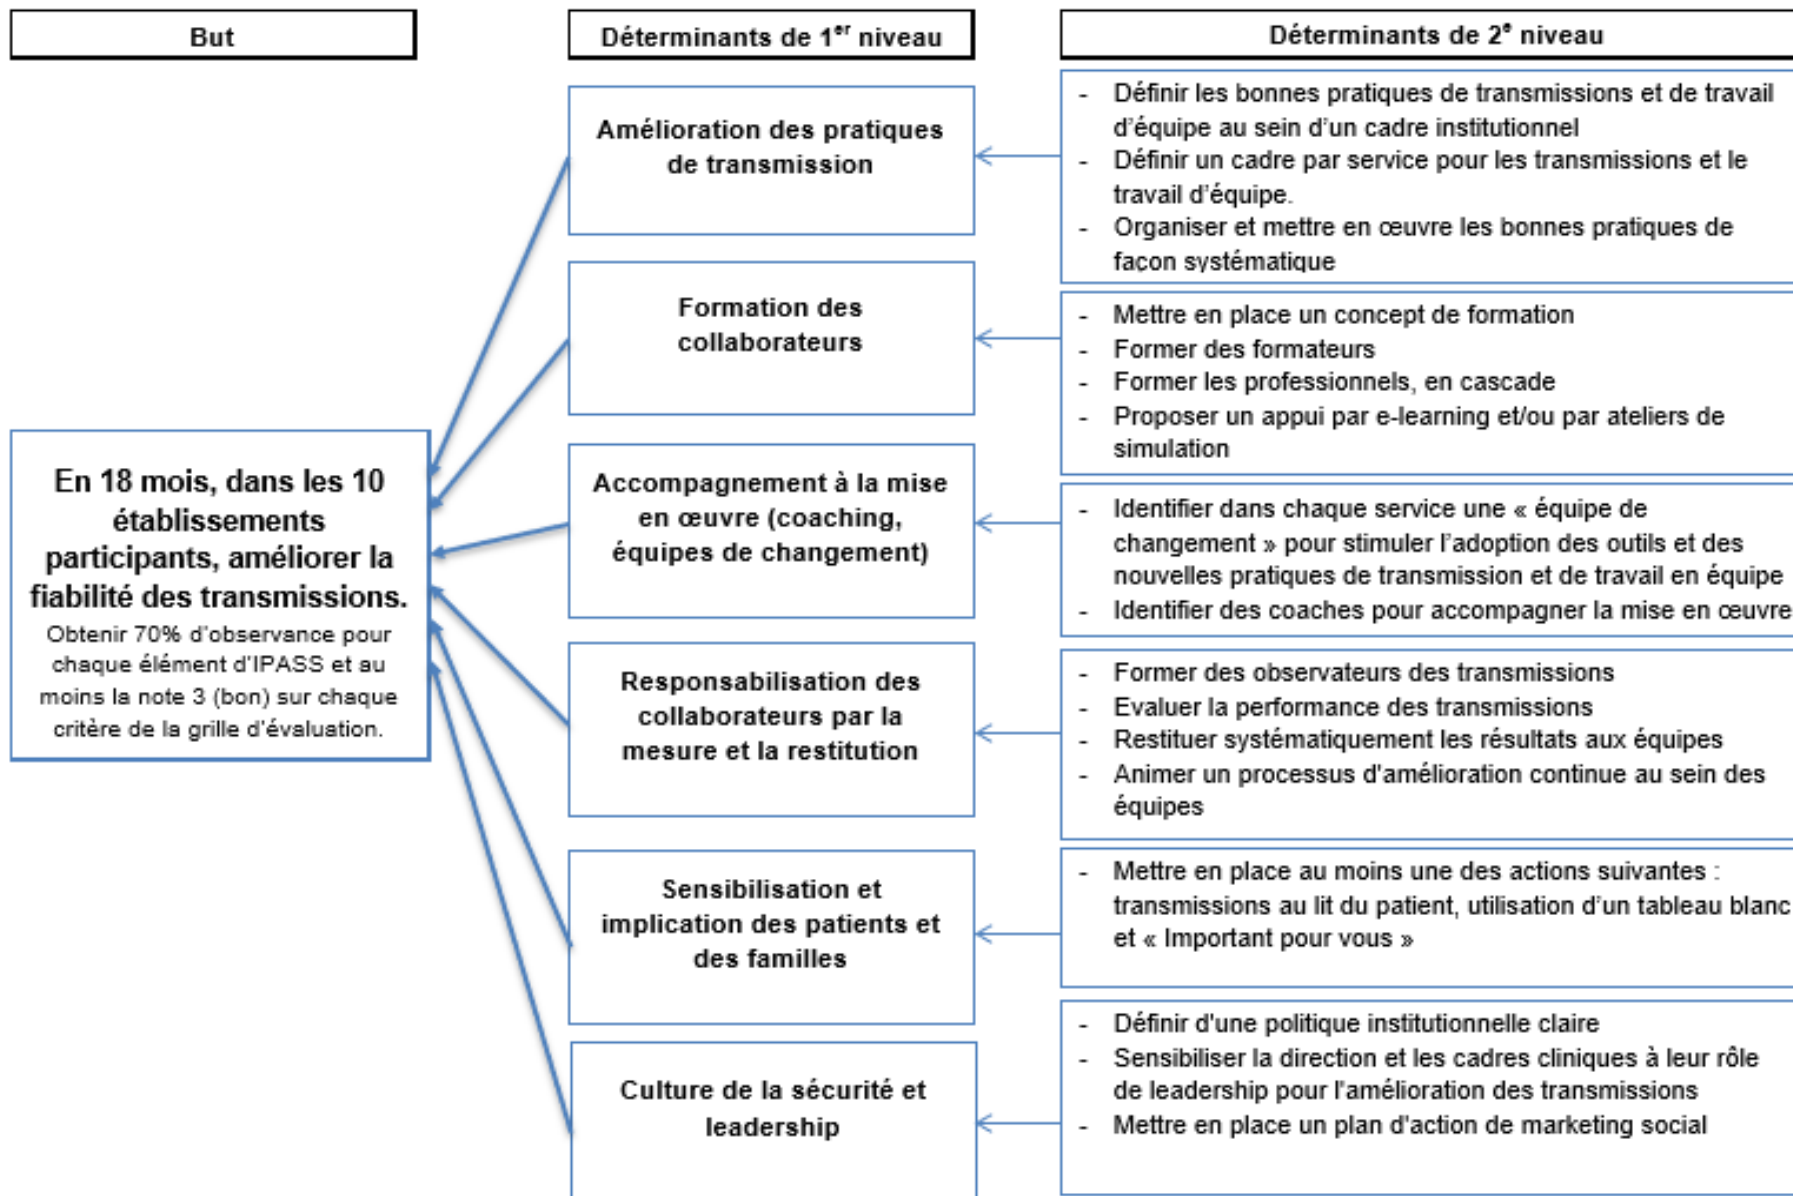 But
Déterminants de 1er niveau
Déterminants de 2e niveau
En 18 mois, dans les 10
établissements
participants, améliorer la
fiabilité des transmissions.
Obtenir 70% d'observance pour
chaque élément d'IPASS et au
moins la note 3 (bon) sur chaque
critère de la grille d'évaluation.
Amélioration des pratiques
de transmission
- Définir les bonnes pratiques de transmissions et de travail
d'équipe au sein d'un cadre institutionnel
- Définir un cadre par service pour les transmissions et le
travail d'équipe.
- Organiser et mettre en œuvre les bonnes pratiques de
façon systématique
Formation des
collaborateurs
- Mettre en place un concept de formation
- Former des formateurs
- Former les professionnels, en cascade
- Proposer un appui par e-learning et/ou par ateliers de
simulation
Accompagnement à la mise
en œuvre (coaching,
équipes de changement)
- Identifier dans chaque service une « équipe de
changement » pour stimuler l'adoption des outils et des
nouvelles pratiques de transmission et de travail en équipe
- Identifier des coaches pour accompagner la mise en œuvre
Responsabilisation des
collaborateurs par la
mesure et la restitution
- Former des observateurs des transmissions
- Evaluer la performance des transmissions
- Restituer systématiquement les résultats aux équipes
- Animer un processus d'amélioration continue au sein des
équipes
Sensibilisation et
implication des patients et
des familles
- Mettre en place au moins une des actions suivantes :
transmissions au lit du patient, utilisation d'un tableau blanc
et « Important pour vous »
Culture de la sécurité et
leadership
- Définir d'une politique institutionnelle claire
- Sensibiliser la direction et les cadres cliniques à leur rôle
de leadership pour l'amélioration des transmissions
- Mettre en place un plan d'action de marketing social